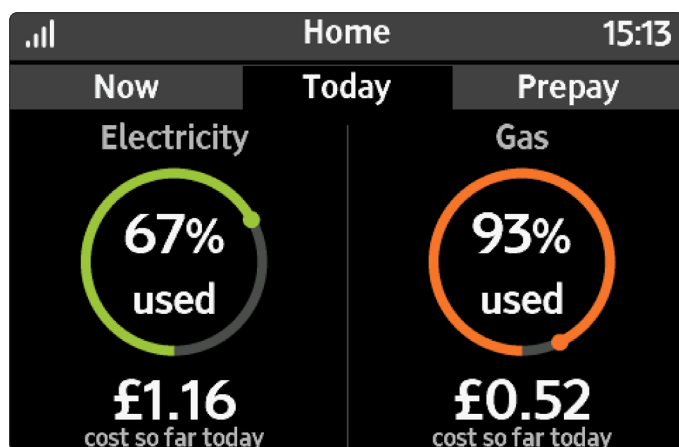 Home 15:13
Now Today Prepay
Electricity Gas
67% 93%
used used
£1.16 £0.52
cost so far today cost so far today